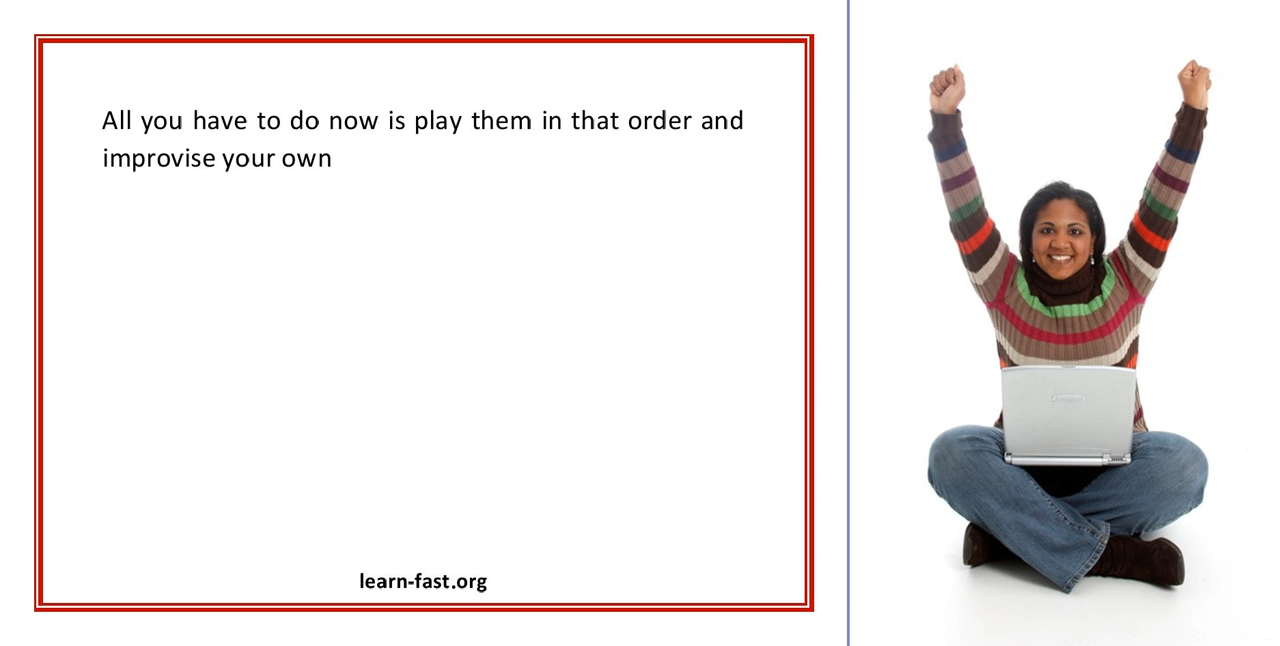 All you have to do now is play them in that order and
improvise your own
learn-fast.org